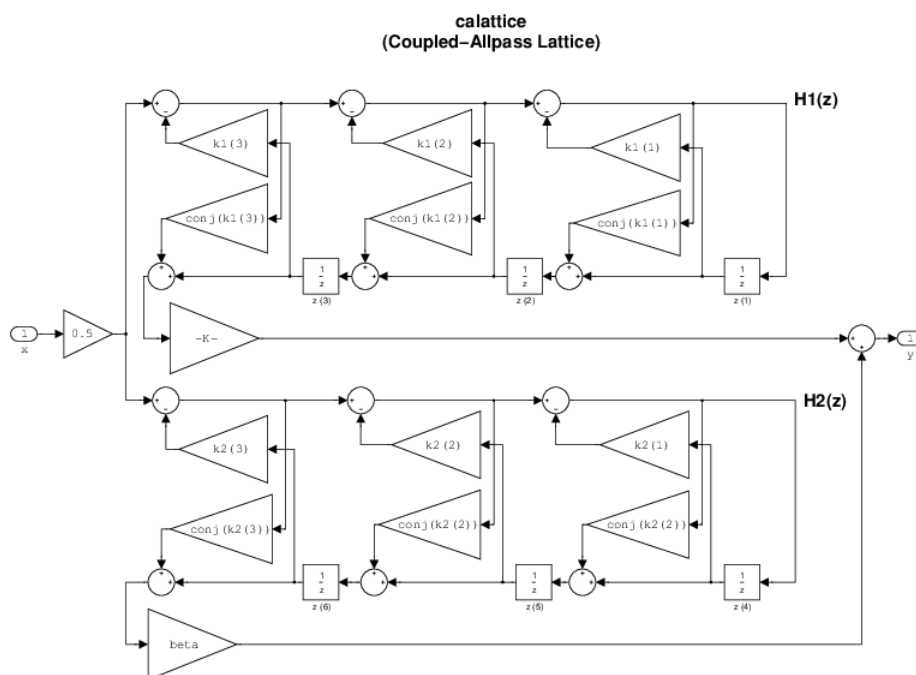 calattice
(Coupled−Allpass Lattice)
H1(z)
k1(3)
k1(2)
k1(1)
conj(k1(3))
conj(k1(2))
conj(k1(1))
1
z
z(3)
1
z
z(2)
1
z
z(1)
1
x
0.5
-K-
1
y
H2(z)
k2(3)
k2(2)
k2(1)
conj(k2(3))
conj(k2(2))
conj(k2(2))
1
z
z(6)
1
z
z(5)
1
z
z(4)
beta